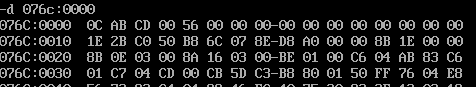 -d 076c:0000
076C:0000 0C AB CD 00 56 00 00 00-00 00 00 00 00 00 00 00
076C:0010 1E 2B C0 50 B8 6C 07 8E-D8 A0 00 00 8B 1E 00 00
076C:0020 8B 0E 03 00 8A 16 03 00-BE 01 00 C6 04 AB 83 C6
076C:0030 01 C7 04 CD 00 CB 5D C3-B8 80 01 50 FF 76 04 E8